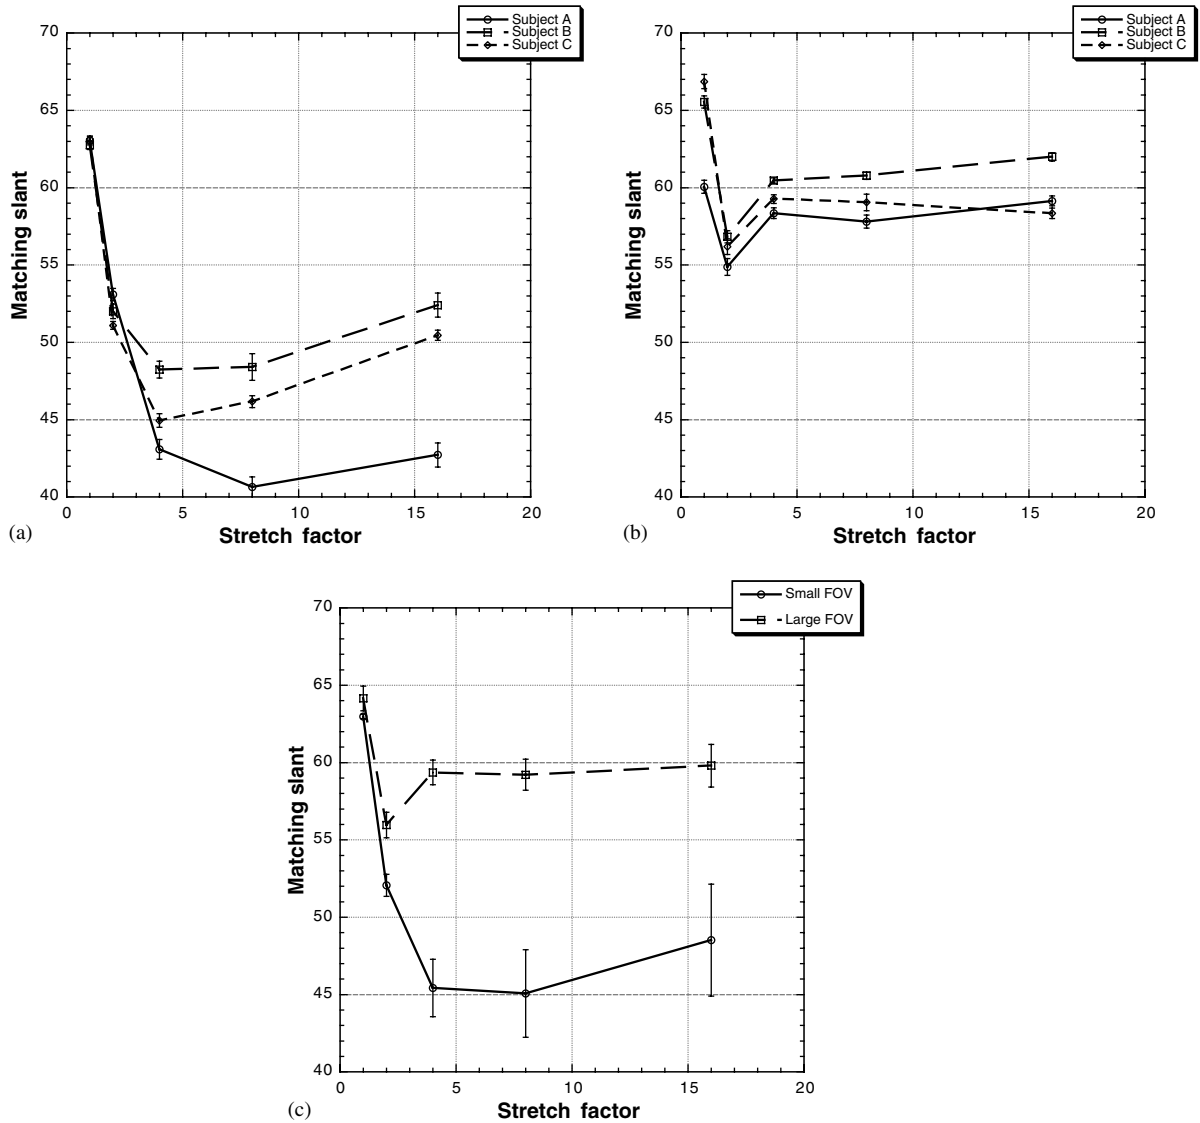 Subject A
Subject B
Subject C
70
65
60
55
50
45
40
Matching slant
0
5
10
15
20
Stretch factor
(a)
Subject A
Subject B
Subject C
70
65
60
55
50
45
40
Matching slant
0
5
10
15
20
Stretch factor
(b)
Small FOV
Large FOV
70
65
60
55
50
45
40
Matching slant
0
5
10
15
20
Stretch factor
(c)